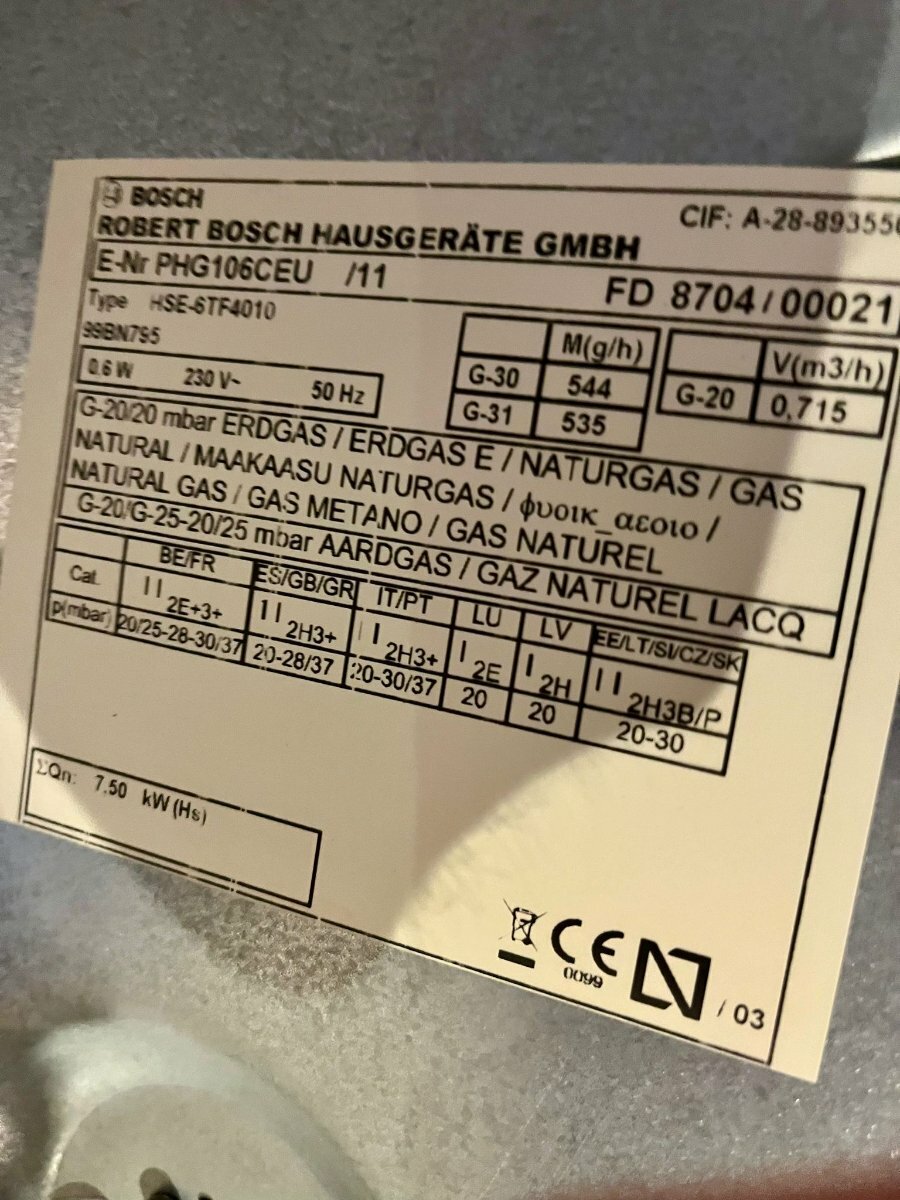 BOSCH
CIF: A-28-89355
ROBERT BOSCH HAUSGERÄTE GMBH
E-Nr PHG106CEU /11
FD 8704/00021
Type HSE-6TF4010
99BN795
0.6 W 230 V~ 50 Hz
M(g/h)
G-30 544
G-31 535
V(m3/h)
G-20 0,715
G-20/20 mbar ERDGAS / ERDGAS E / NATURGAS / GAS
NATURAL / MAAKAASU NATURGAS / φυοικ_αεοιο /
NATURAL GAS / GAS METANO / GAS NATUREL
G-20/G-25-20/25 mbar AARDGAS / GAZ NATUREL LACQ
BE/FR ES/GB/GR IT/PT LU LV EE/LT/SI/CZ/SK
Cat. II 2E+3+ II 2H3+ II 2H3+ I 2E I 2H II 2H3B/P
p(mbar) 20/25-28-30/37 20-28/37 20-30/37 20 20 20-30
ΣQn: 7,50 kW (Hs)
CE
0099
/ 03